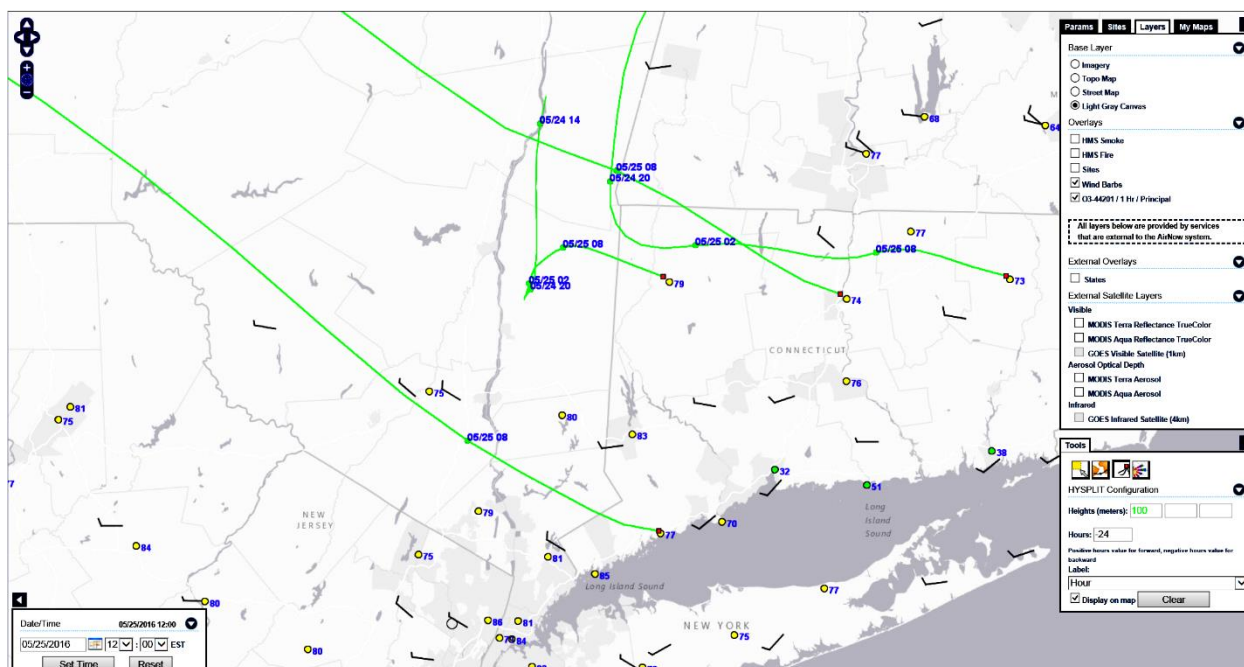 05/24 14
68
64
77
05/25 08
05/24 20
77
05/25 02
05/25 08
05/25 08
79
73
74
05/25 02
05/24 20
CONNECTICUT
76
75
81
75
80
83
05/25 08
32
38
51
77
Long
Island
Sound
79
NEW
JERSEY
70
77
84
75
81
85
Long Island Sound
77
80
86
81
84
NEW YORK
75
80
Date/Time
05/25/2016 12:00
05/25/2016
12
:
00
EST
Set Time
Reset
Params
Sites
Layers
My Maps
Base Layer
Imagery
Topo Map
Street Map
Light Gray Canvas
Overlays
HMS Smoke
HMS Fire
Sites
Wind Barbs
O3-44201 / 1 Hr / Principal
All layers below are provided by services
that are external to the AirNow system.
External Overlays
States
External Satellite Layers
Visible
MODIS Terra Reflectance TrueColor
MODIS Aqua Reflectance TrueColor
GOES Visible Satellite (1km)
Aerosol Optical Depth
MODIS Terra Aerosol
MODIS Aqua Aerosol
Infrared
GOES Infrared Satellite (4km)
Tools
HYSPLIT Configuration
Heights (meters): 100
Hours: -24
Positive hours value for forward, negative hours value for
backward
Label:
Hour
Display on map
Clear